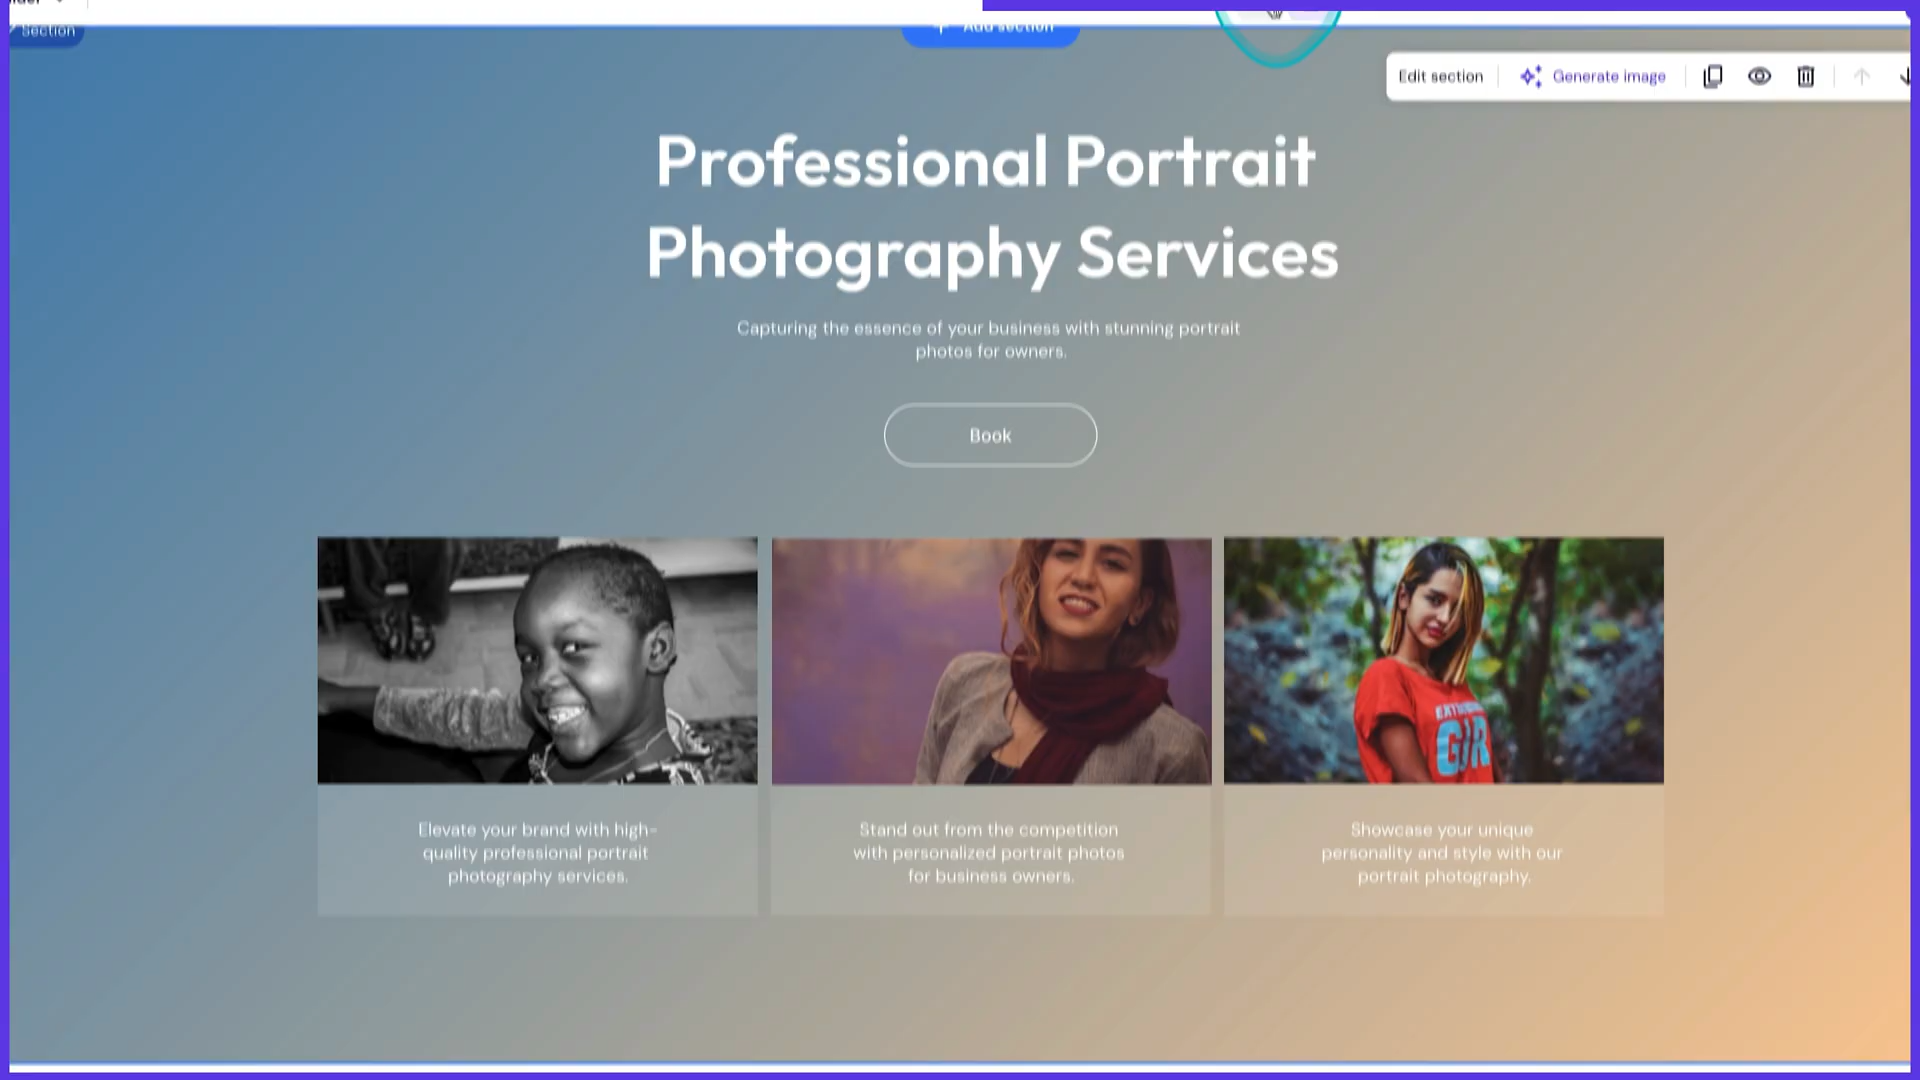 Section
Add section
Edit section
Generate image
Professional Portrait
Photography Services
Capturing the essence of your business with stunning portrait
photos for owners.
Book
Elevate your brand with high-
quality professional portrait
photography services.
Stand out from the competition
with personalized portrait photos
for business owners.
Showcase your unique
personality and style with our
portrait photography.